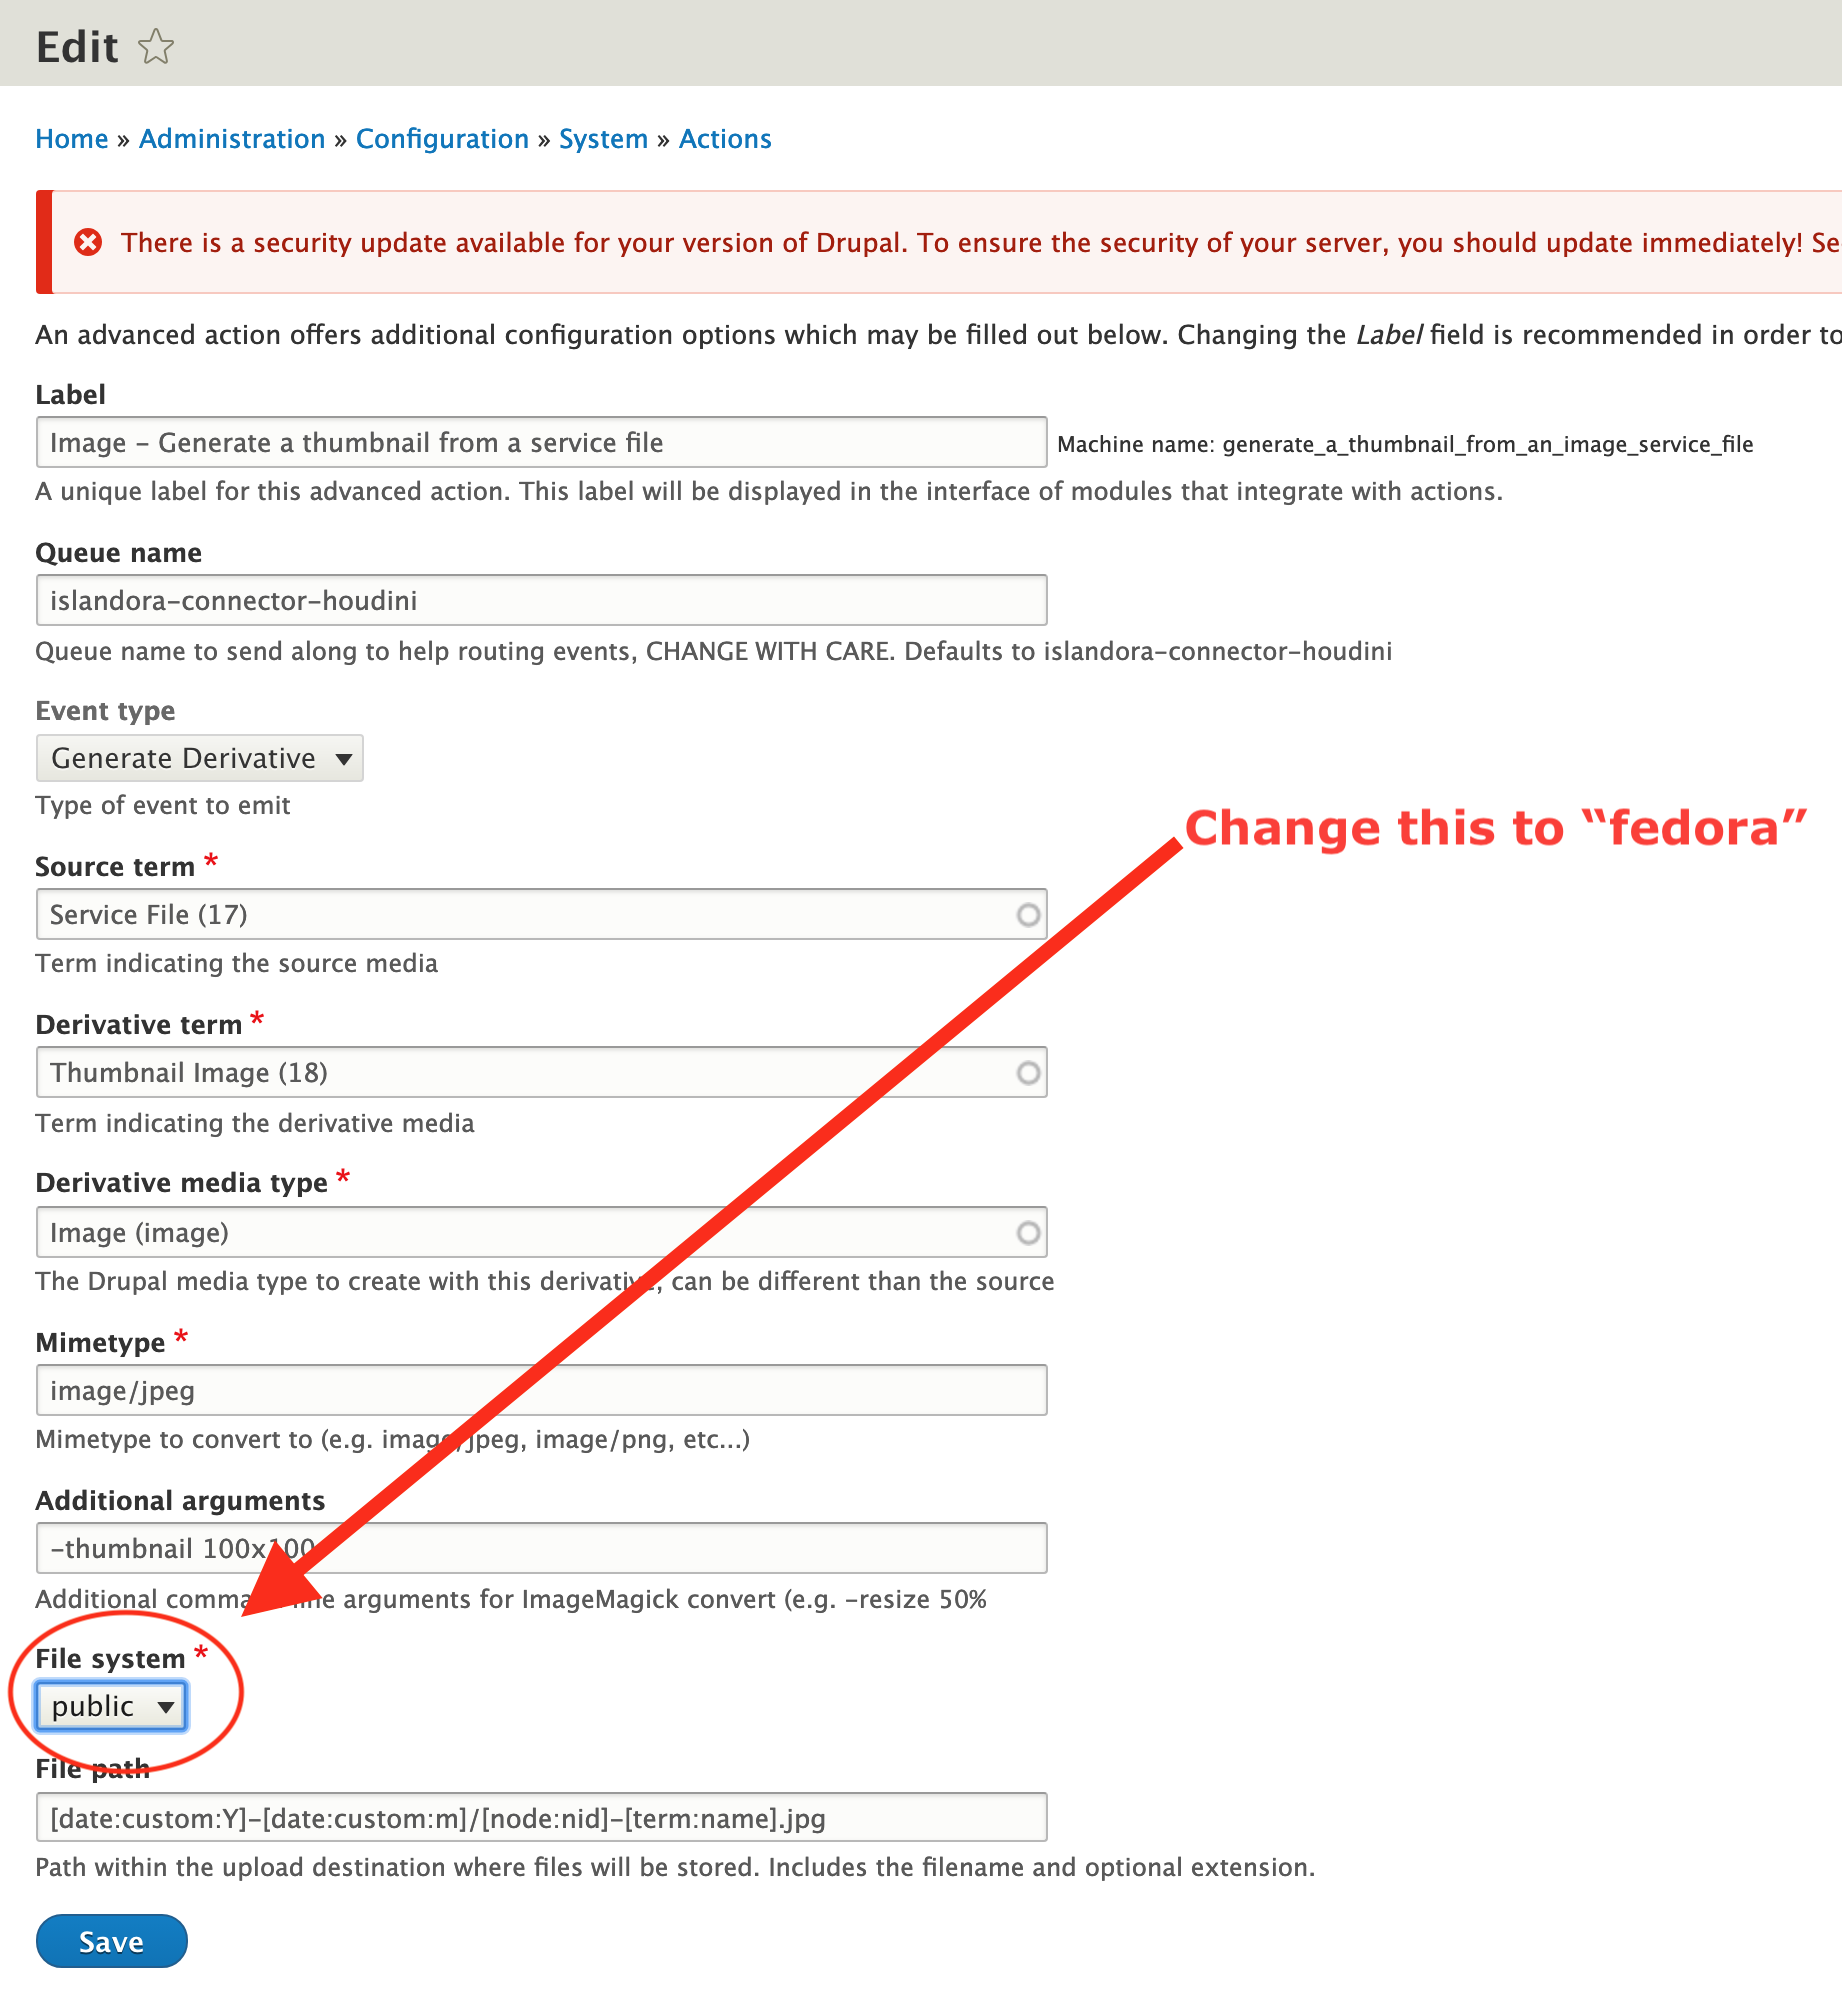 Edit
Home » Administration » Configuration » System » Actions
There is a security update available for your version of Drupal. To ensure the security of your server, you should update immediately! Se
An advanced action offers additional configuration options which may be filled out below. Changing the Label field is recommended in order to
Label
Image – Generate a thumbnail from a service file
Machine name: generate_a_thumbnail_from_an_image_service_file
A unique label for this advanced action. This label will be displayed in the interface of modules that integrate with actions.
Queue name
islandora-connector-houdini
Queue name to send along to help routing events, CHANGE WITH CARE. Defaults to islandora-connector-houdini
Event type
Generate Derivative
Type of event to emit
Change this to “fedora”
Source term *
Service File (17)
Term indicating the source media
Derivative term *
Thumbnail Image (18)
Term indicating the derivative media
Derivative media type *
Image (image)
The Drupal media type to create with this derivative, can be different than the source
Mimetype *
image/jpeg
Mimetype to convert to (e.g. image/jpeg, image/png, etc...)
Additional arguments
-thumbnail 100x100
Additional command line arguments for ImageMagick convert (e.g. -resize 50%
File system *
public
File path
[date:custom:Y]-[date:custom:m]/[node:nid]-[term:name].jpg
Path within the upload destination where files will be stored. Includes the filename and optional extension.
Save